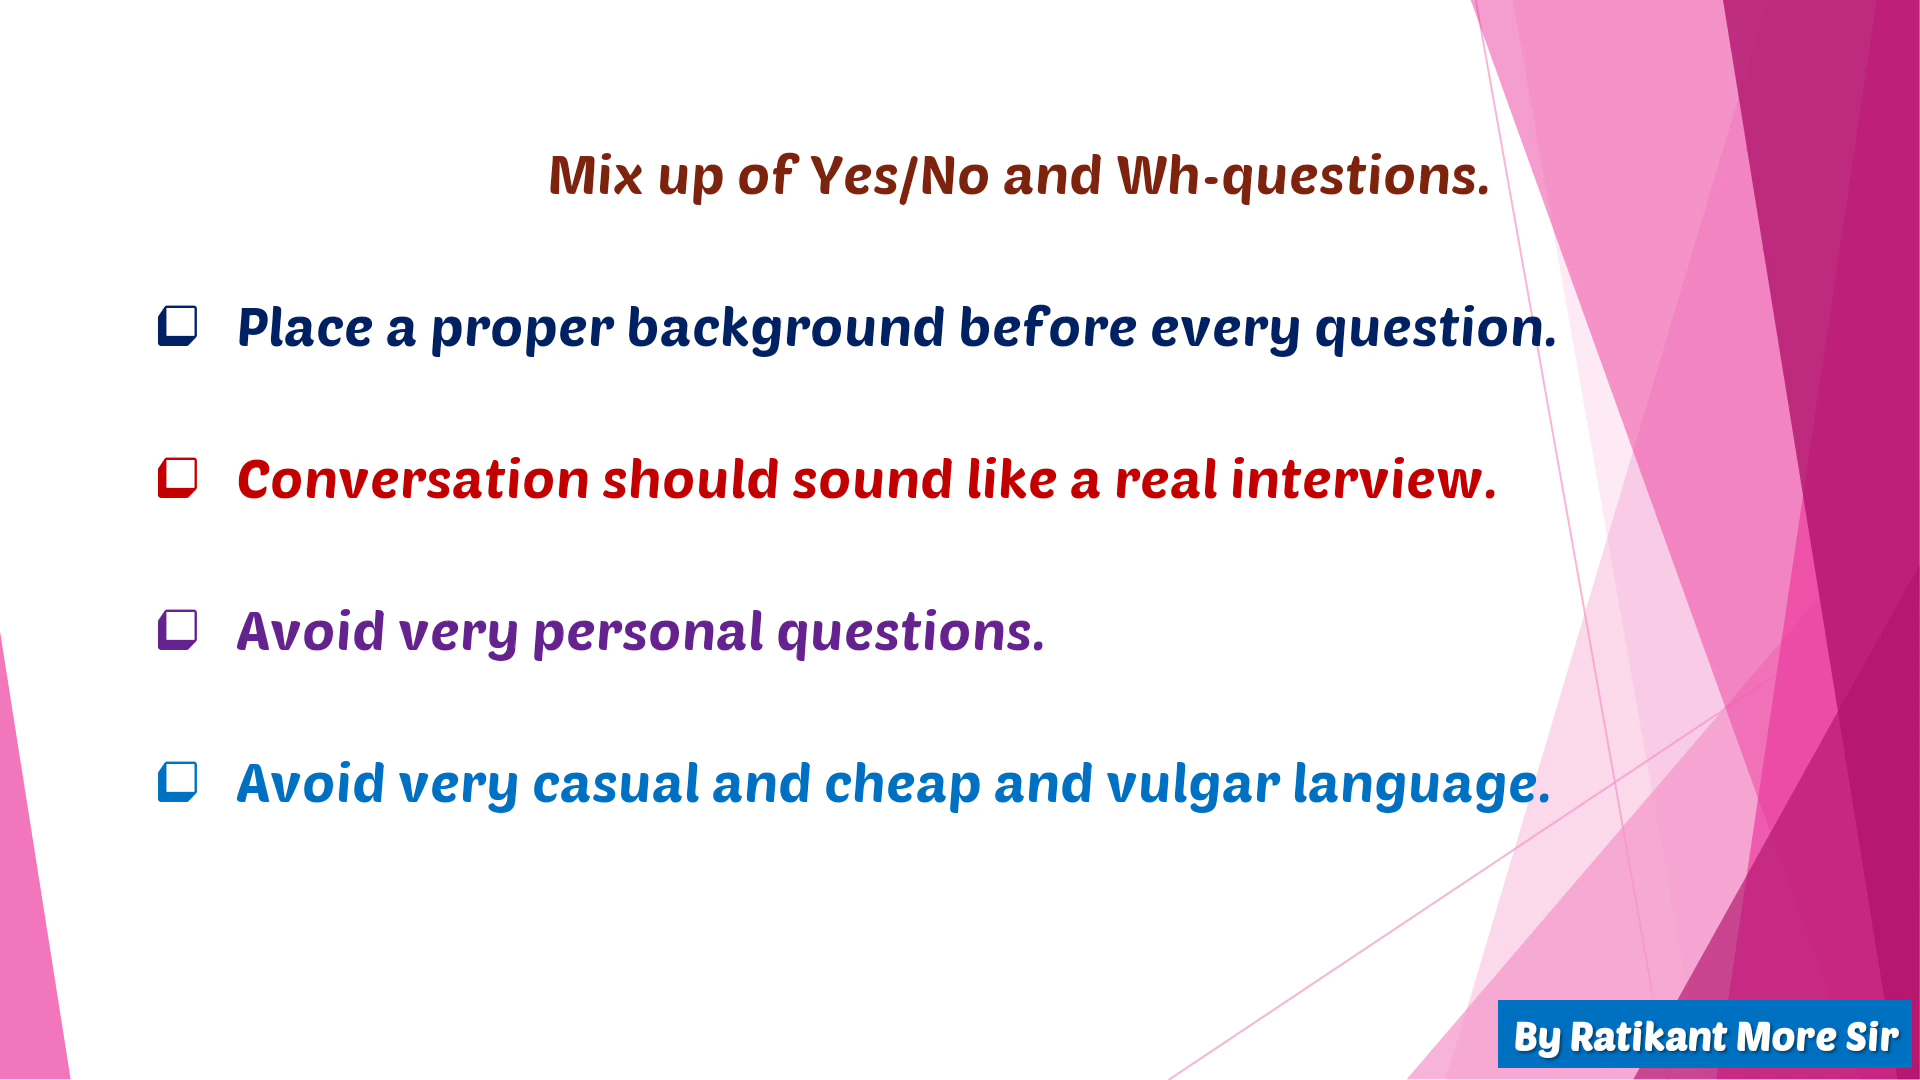 Mix up of Yes/No and Wh-questions.
❑ Place a proper background before every question.
❑ Conversation should sound like a real interview.
❑ Avoid very personal questions.
❑ Avoid very casual and cheap and vulgar language.
By Ratikant More Sir